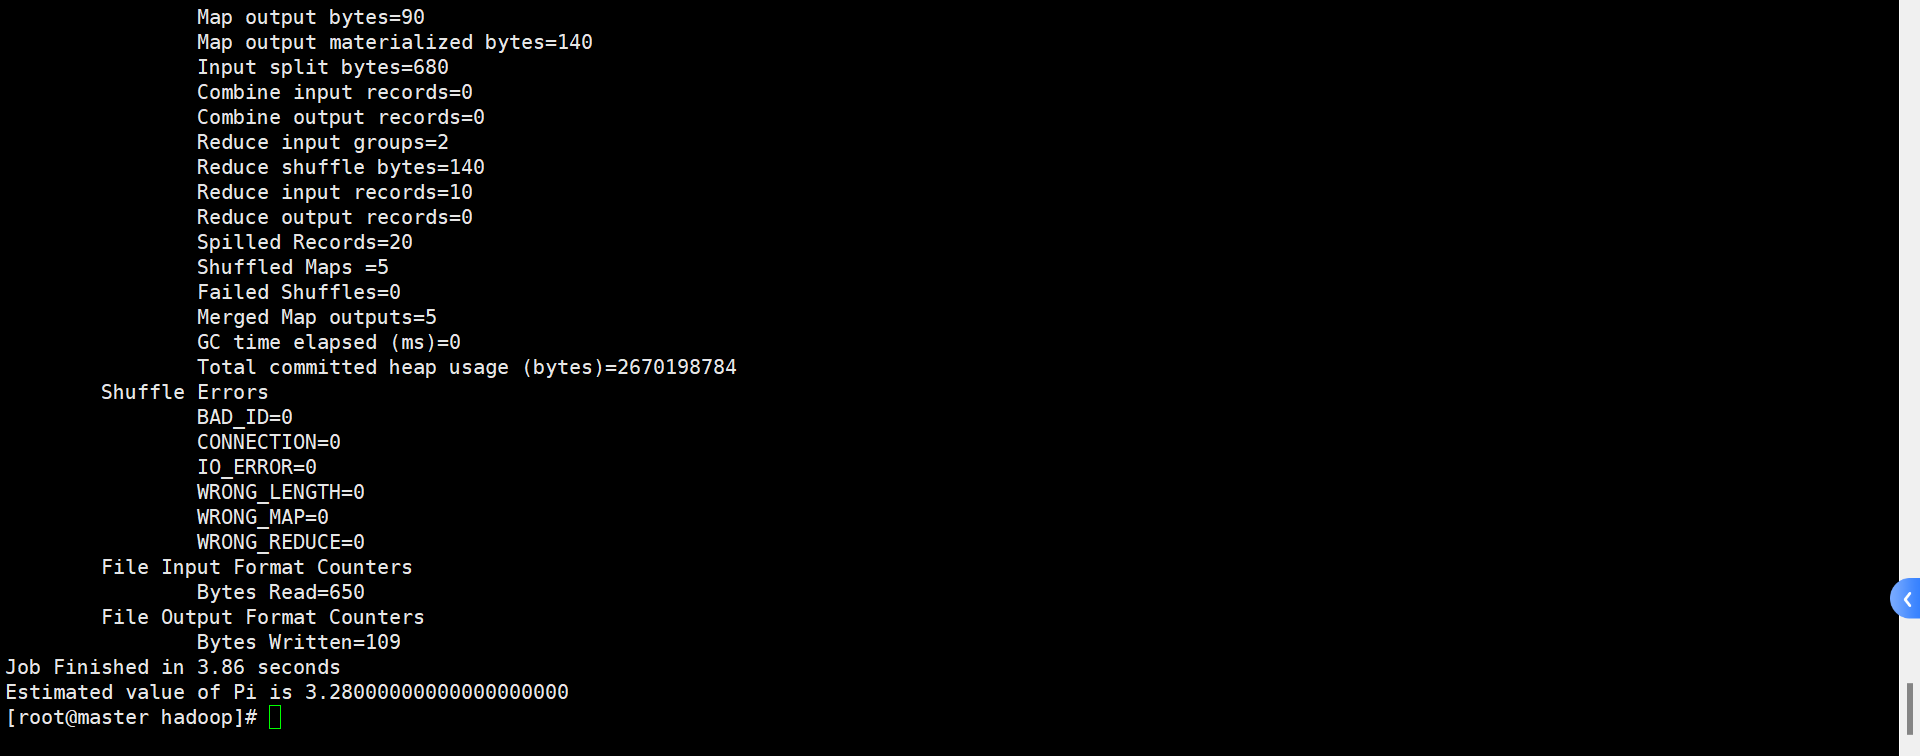 Map output bytes=90
Map output materialized bytes=140
Input split bytes=680
Combine input records=0
Combine output records=0
Reduce input groups=2
Reduce shuffle bytes=140
Reduce input records=10
Reduce output records=0
Spilled Records=20
Shuffled Maps =5
Failed Shuffles=0
Merged Map outputs=5
GC time elapsed (ms)=0
Total committed heap usage (bytes)=2670198784
Shuffle Errors
BAD_ID=0
CONNECTION=0
IO_ERROR=0
WRONG_LENGTH=0
WRONG_MAP=0
WRONG_REDUCE=0
File Input Format Counters
Bytes Read=650
File Output Format Counters
Bytes Written=109
Job Finished in 3.86 seconds
Estimated value of Pi is 3.28000000000000000000
[root@master hadoop]#